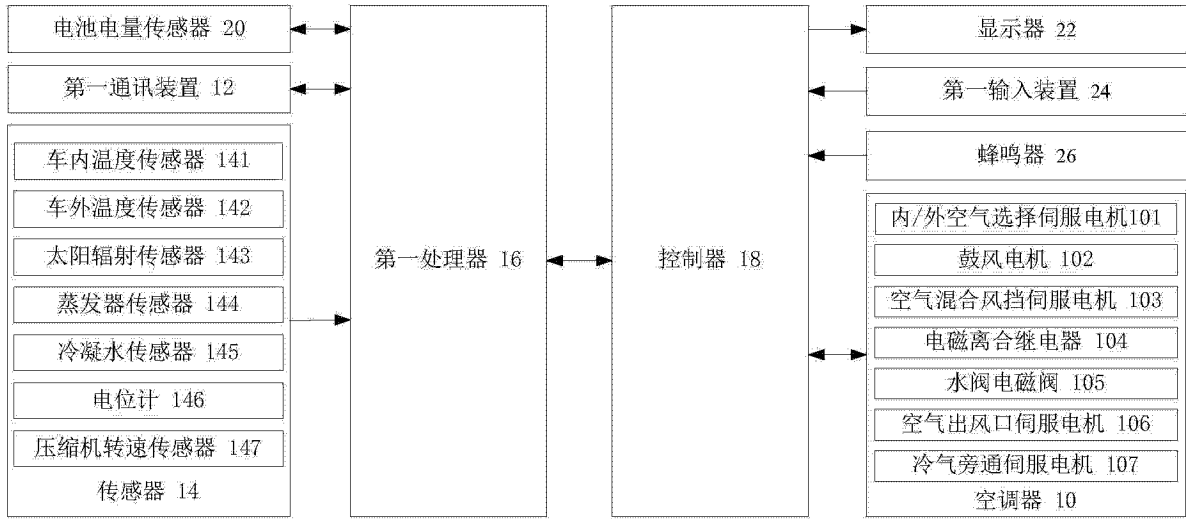 电池电量传感器 20
第一通讯装置 12
车内温度传感器 141
车外温度传感器 142
太阳辐射传感器 143
蒸发器传感器 144
冷凝水传感器 145
电位计 146
压缩机转速传感器 147
传感器 14
第一处理器 16
控制器 18
显示器 22
第一输入装置 24
蜂鸣器 26
内/外空气选择伺服电机101
鼓风电机 102
空气混合风挡伺服电机 103
电磁离合继电器 104
水阀电磁阀 105
空气出风口伺服电机 106
冷气旁通伺服电机 107
空调器 10